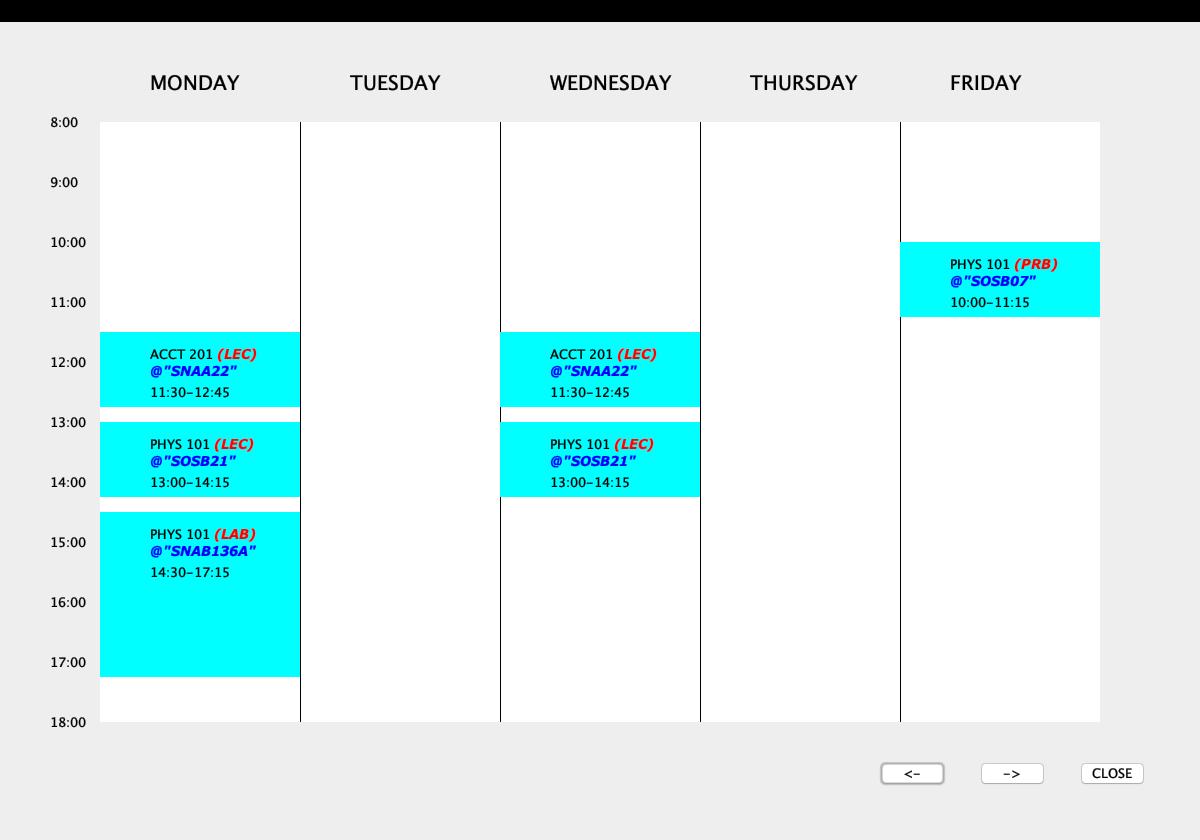 MONDAY TUESDAY WEDNESDAY THURSDAY FRIDAY
8:00
9:00
10:00
PHYS 101 (PRB)
@"SOSB07"
11:00
10:00-11:15
ACCT 201 (LEC) ACCT 201 (LEC)
12:00
@"SNAA22" @"SNAA22"
11:30-12:45 11:30-12:45
13:00
PHYS 101 (LEC) PHYS 101 (LEC)
@"SOSB21" @"SOSB21"
14:00
13:00-14:15 13:00-14:15
PHYS 101 (LAB)
15:00
@"SNAB136A"
14:30-17:15
16:00
17:00
18:00
<- -> CLOSE